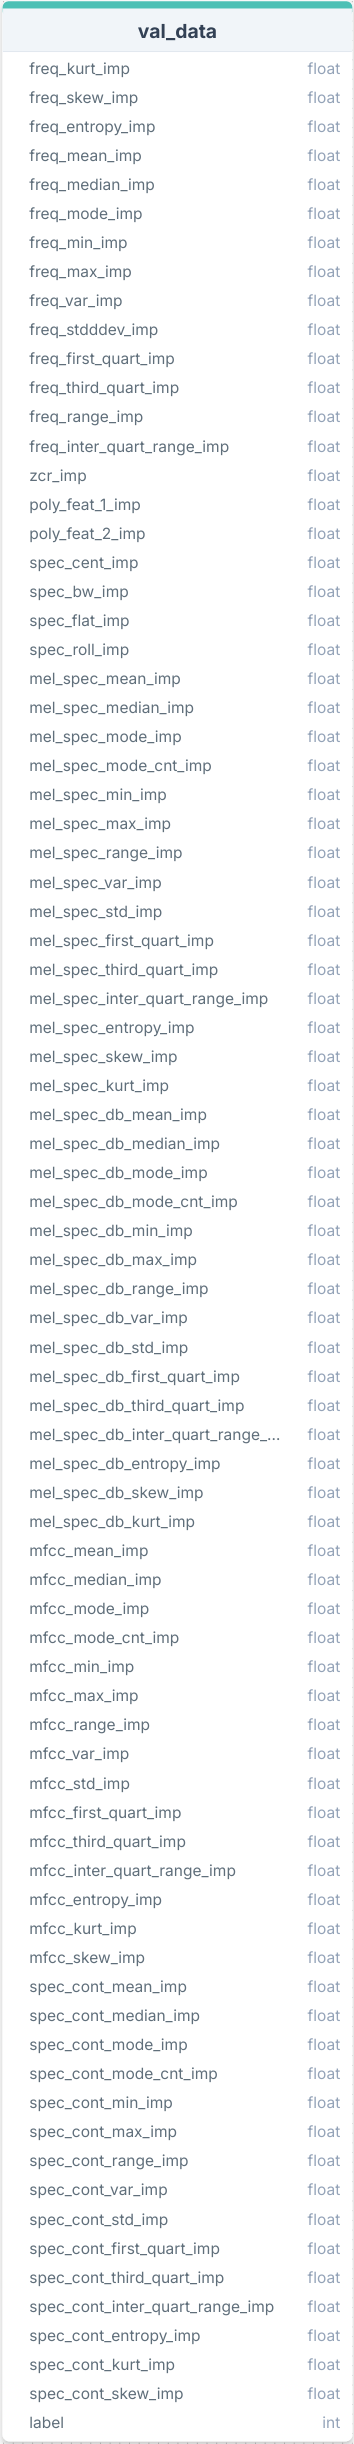 val_data
freq_kurt_imp float
freq_skew_imp float
freq_entropy_imp float
freq_mean_imp float
freq_median_imp float
freq_mode_imp float
freq_min_imp float
freq_max_imp float
freq_var_imp float
freq_stdddev_imp float
freq_first_quart_imp float
freq_third_quart_imp float
freq_range_imp float
freq_inter_quart_range_imp float
zcr_imp float
poly_feat_1_imp float
poly_feat_2_imp float
spec_cent_imp float
spec_bw_imp float
spec_flat_imp float
spec_roll_imp float
mel_spec_mean_imp float
mel_spec_median_imp float
mel_spec_mode_imp float
mel_spec_mode_cnt_imp float
mel_spec_min_imp float
mel_spec_max_imp float
mel_spec_range_imp float
mel_spec_var_imp float
mel_spec_std_imp float
mel_spec_first_quart_imp float
mel_spec_third_quart_imp float
mel_spec_inter_quart_range_imp float
mel_spec_entropy_imp float
mel_spec_skew_imp float
mel_spec_kurt_imp float
mel_spec_db_mean_imp float
mel_spec_db_median_imp float
mel_spec_db_mode_imp float
mel_spec_db_mode_cnt_imp float
mel_spec_db_min_imp float
mel_spec_db_max_imp float
mel_spec_db_range_imp float
mel_spec_db_var_imp float
mel_spec_db_std_imp float
mel_spec_db_first_quart_imp float
mel_spec_db_third_quart_imp float
mel_spec_db_inter_quart_range_... float
mel_spec_db_entropy_imp float
mel_spec_db_skew_imp float
mel_spec_db_kurt_imp float
mfcc_mean_imp float
mfcc_median_imp float
mfcc_mode_imp float
mfcc_mode_cnt_imp float
mfcc_min_imp float
mfcc_max_imp float
mfcc_range_imp float
mfcc_var_imp float
mfcc_std_imp float
mfcc_first_quart_imp float
mfcc_third_quart_imp float
mfcc_inter_quart_range_imp float
mfcc_entropy_imp float
mfcc_kurt_imp float
mfcc_skew_imp float
spec_cont_mean_imp float
spec_cont_median_imp float
spec_cont_mode_imp float
spec_cont_mode_cnt_imp float
spec_cont_min_imp float
spec_cont_max_imp float
spec_cont_range_imp float
spec_cont_var_imp float
spec_cont_std_imp float
spec_cont_first_quart_imp float
spec_cont_third_quart_imp float
spec_cont_inter_quart_range_imp float
spec_cont_entropy_imp float
spec_cont_kurt_imp float
spec_cont_skew_imp float
label int